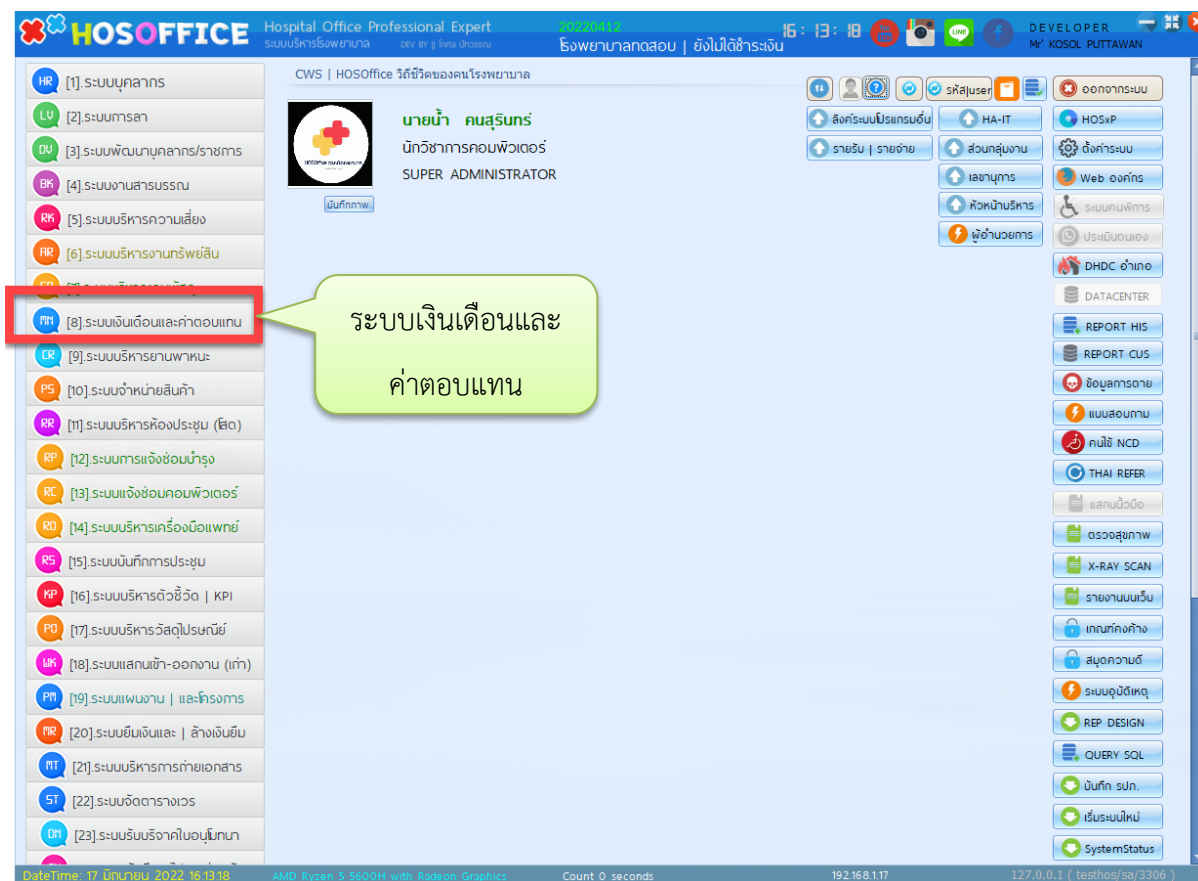 HOSOFFICE
Hospital Office Professional Expert
ระบบบริหารโรงพยาบาล
20220412
โรงพยาบาลทดสอบ | ยังไม่ได้ชำระเงิน
16:13:18
LINE
DEVELOPER
Mr' KOSOL PUTTAWAN
CWS | HOSOffice วิถีชีวิตของคนโรงพยาบาล
นายน้ำ คนสุรินทร์
นักวิชาการคอมพิวเตอร์
SUPER ADMINISTRATOR
บันทึกภาพ
HR [1].ระบบบุคลากร
LV [2].ระบบการลา
DV [3].ระบบพัฒนาบุคลากร/ราชการ
BK [4].ระบบงานสารบรรณ
RK [5].ระบบบริหารความเสี่ยง
AR [6].ระบบบริหารงานทรัพย์สิน
MN [8].ระบบเงินเดือนและค่าตอบแทน
CR [9].ระบบบริหารยานพาหนะ
PS [10].ระบบจำหน่ายสินค้า
RR [11].ระบบบริหารห้องประชุม (โสด)
RP [12].ระบบการแจ้งซ่อมบำรุง
RC [13].ระบบแจ้งซ่อมคอมพิวเตอร์
RD [14].ระบบบริหารเครื่องมือแพทย์
RS [15].ระบบบันทึกการประชุม
KP [16].ระบบบริหารตัวชี้วัด | KPI
PO [17].ระบบบริหารวัสดุไปรษณีย์
WK [18].ระบบแสกนเข้า-ออกงาน (เก่า)
PM [19].ระบบแผนงาน | และโครงการ
MR [20].ระบบยืมเงินและ | ล้างเงินยืม
MT [21].ระบบบริหารการถ่ายเอกสาร
ST [22].ระบบจัดตารางเวร
DM [23].ระบบรับบริจาคใบอนุโมทนา
ระบบเงินเดือนและ
ค่าตอบแทน
รหัส|user
ลิงค์ระบบโปรแกรมอื่น
HA-IT
รายรับ | รายจ่าย
ส่วนกลุ่มงาน
เลขานุการ
หัวหน้าบริหาร
ผู้อำนวยการ
ออกจากระบบ
HOSxP
ตั้งค่าระบบ
Web องค์กร
ระบบคนพิการ
ประเมินตนเอง
DHDC อำเภอ
DATACENTER
REPORT HIS
REPORT CUS
ข้อมูลการตาย
แบบสอบถาม
คนไข้ NCD
THAI REFER
แสกนนิ้วมือ
ตรวจสุขภาพ
X-RAY SCAN
รายงานบนเว็บ
เกณฑ์คงค้าง
สมุดความดี
ระบบอุบัติเหตุ
REP DESIGN
QUERY SQL
บันทึก รปภ.
เริ่มระบบใหม่
SystemStatus
DateTime: 17 มิถุนายน 2022 16:13:18
AMD Ryzen 5 5600H with Radeon Graphics
Count 0 seconds
192.168.1.17
127.0.0.1 ( testhos/sa/3306 )